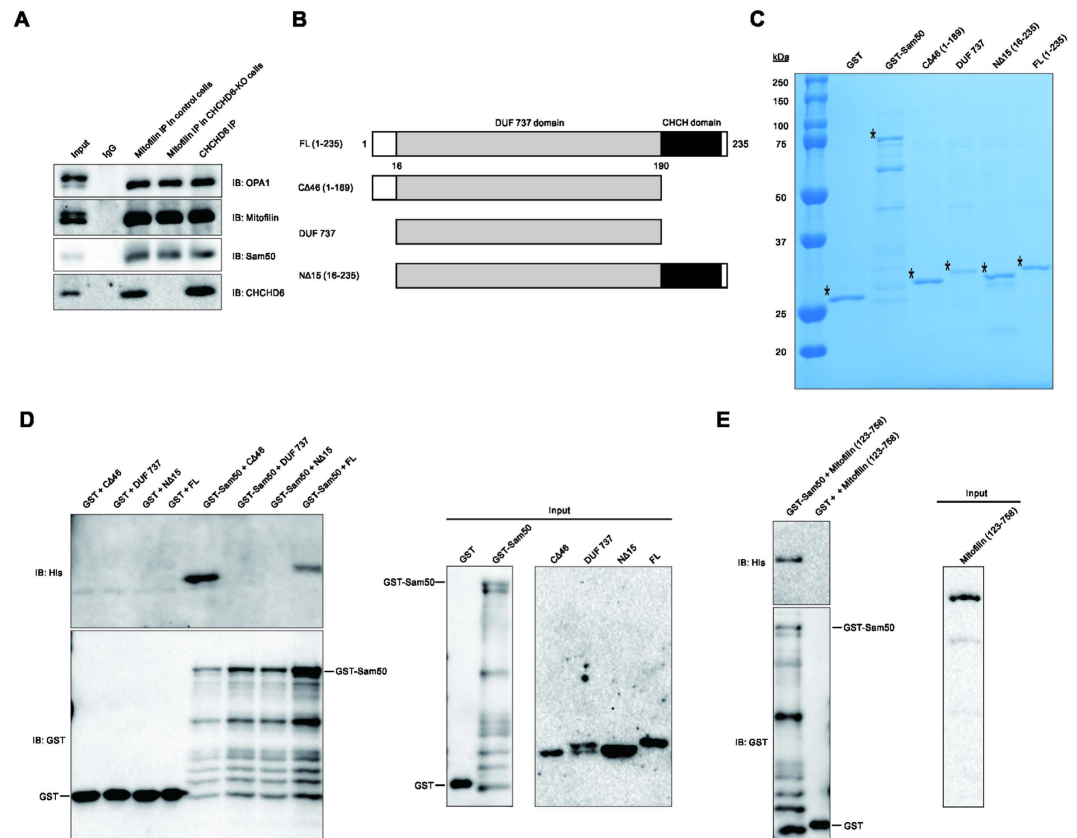 A
Input
IgG
Mitofilin IP in control cells
Mitofilin IP in CHCHD6-KO cells
CHCHD6 IP
IB: OPA1
IB: Mitofilin
IB: Sam50
IB: CHCHD6
B
DUF 737 domain
CHCH domain
FL (1-235)
1
235
16
190
CΔ46 (1-189)
DUF 737
NΔ15 (16-235)
C
kDa
GST
GST-Sam50
CΔ46 (1-189)
DUF 737
NΔ15 (16-235)
FL (1-235)
250
150
100
75
50
37
25
20
*
*
*
*
*
*
D
GST + CΔ46
GST + DUF 737
GST + NΔ15
GST + FL
GST-Sam50 + CΔ46
GST-Sam50 + DUF 737
GST-Sam50 + NΔ15
GST-Sam50 + FL
IB: His
GST-Sam50
IB: GST
GST
Input
GST
GST-Sam50
CΔ46
DUF 737
NΔ15
FL
GST-Sam50
GST
E
GST-Sam50 + Mitofilin (123-758)
GST + + Mitofilin (123-758)
IB: His
GST-Sam50
IB: GST
GST
Input
Mitofilin (123-758)